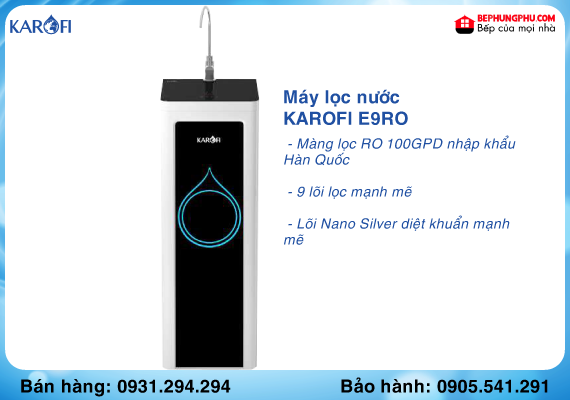 KAROFI
BEPHUNGPHU.COM
Bếp của mọi nhà
Máy lọc nước
KAROFI E9RO
- Màng lọc RO 100GPD nhập khẩu
Hàn Quốc
- 9 lõi lọc mạnh mẽ
- Lõi Nano Silver diệt khuẩn mạnh
mẽ
KAROFI
Bán hàng: 0931.294.294
Bảo hành: 0905.541.291